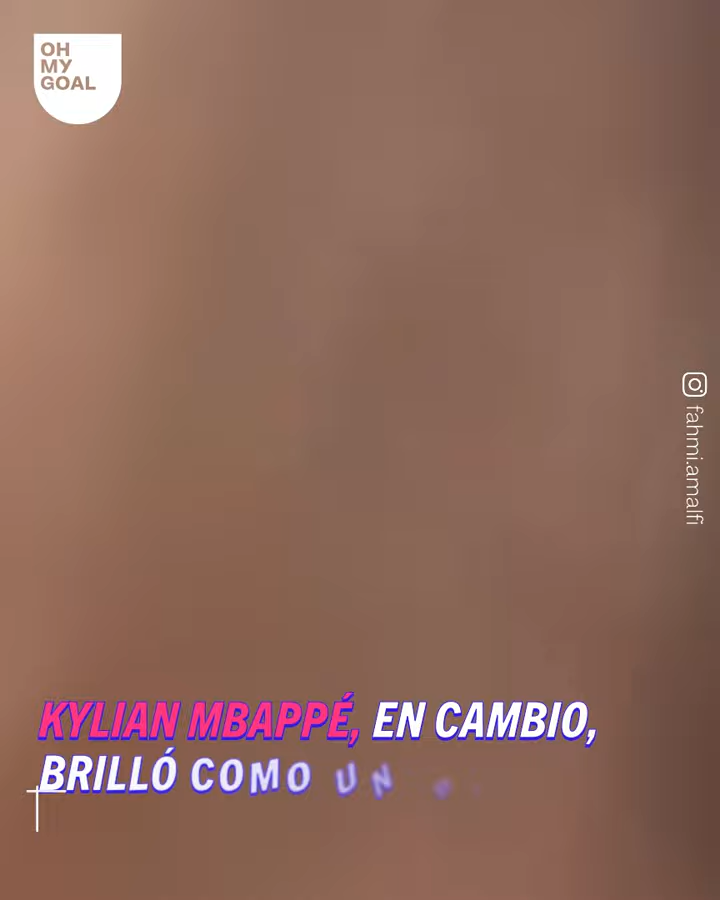 OH
MY
GOAL
fahmi.amalfi
KYLIAN MBAPPÉ, EN CAMBIO,
BRILLÓ COMO UN